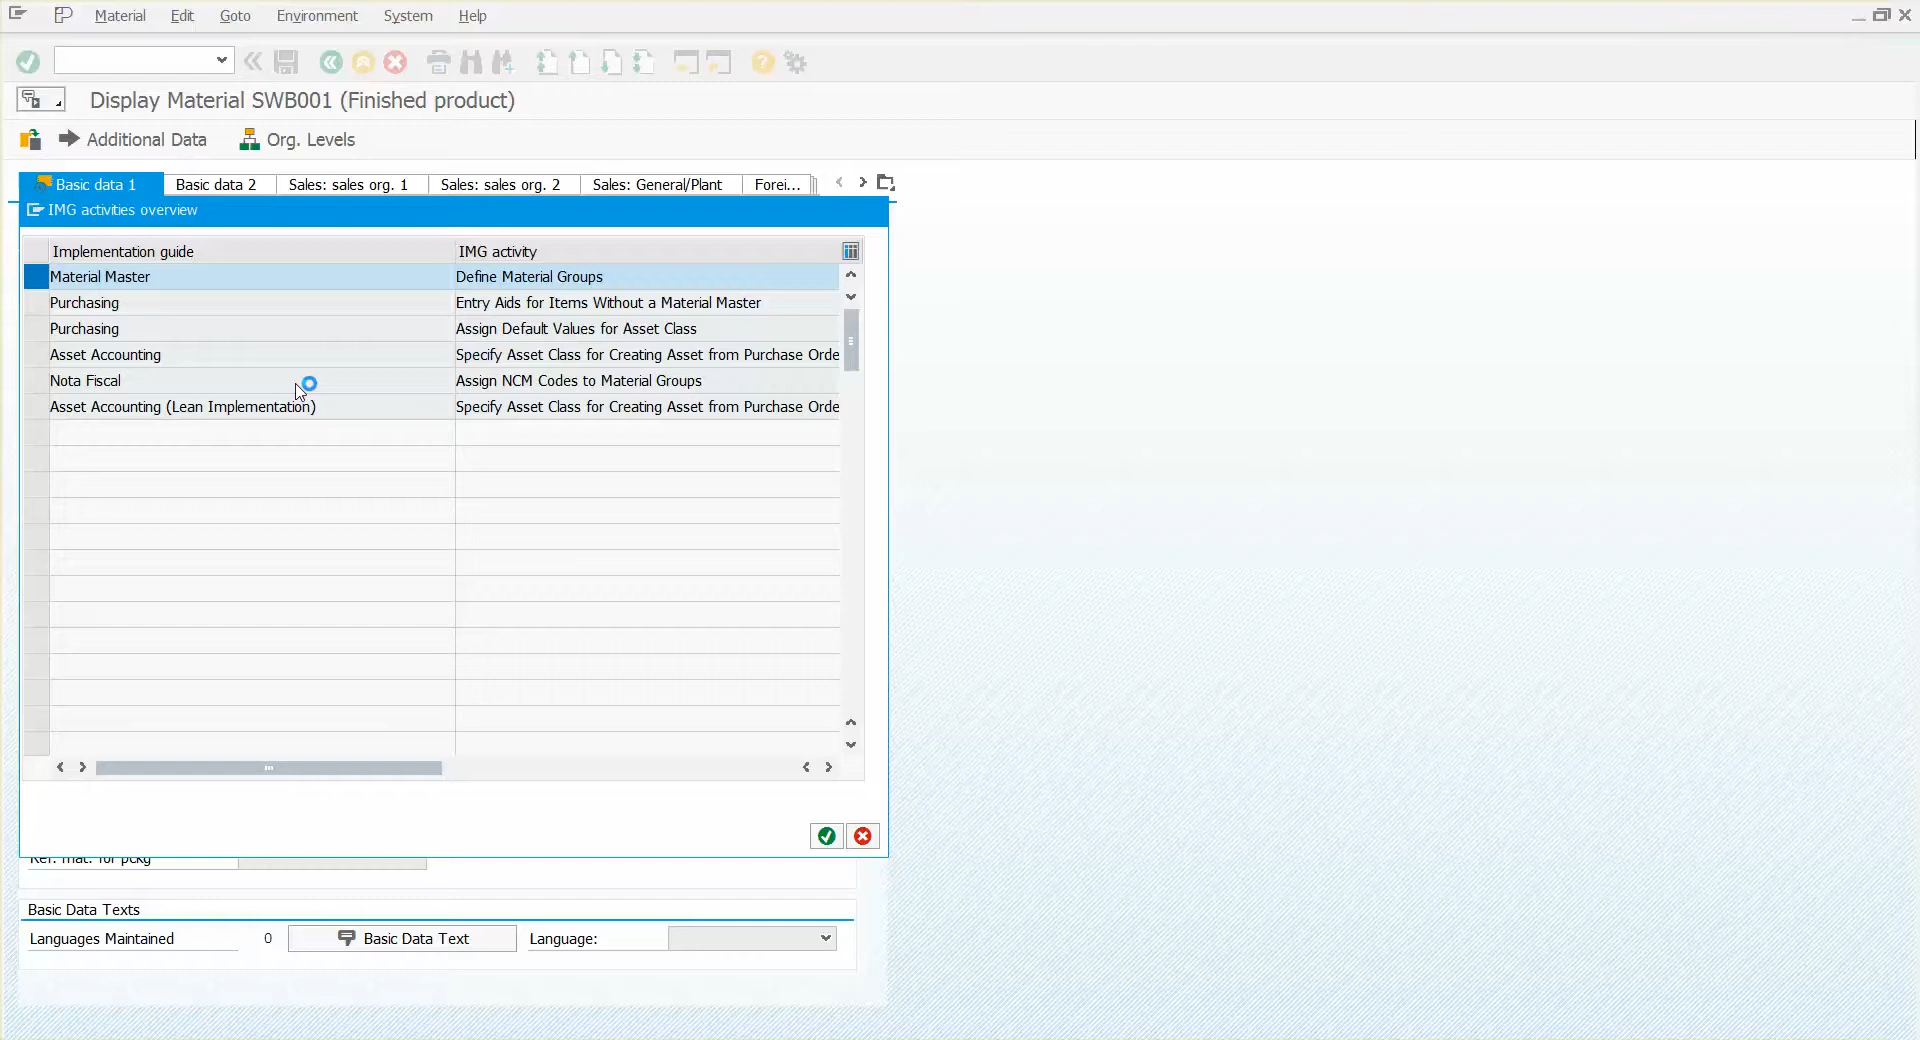 Material Edit Goto Environment System Help
Display Material SWB001 (Finished product)
Additional Data Org. Levels
Basic data 1 Basic data 2 Sales: sales org. 1 Sales: sales org. 2 Sales: General/Plant Forei...
IMG activities overview
Implementation guide IMG activity
Material Master Define Material Groups
Purchasing Entry Aids for Items Without a Material Master
Purchasing Assign Default Values for Asset Class
Asset Accounting Specify Asset Class for Creating Asset from Purchase Orde
Nota Fiscal Assign NCM Codes to Material Groups
Asset Accounting (Lean Implementation) Specify Asset Class for Creating Asset from Purchase Orde
Ref. mat. for pckg
Basic Data Texts
Languages Maintained 0 Basic Data Text Language: